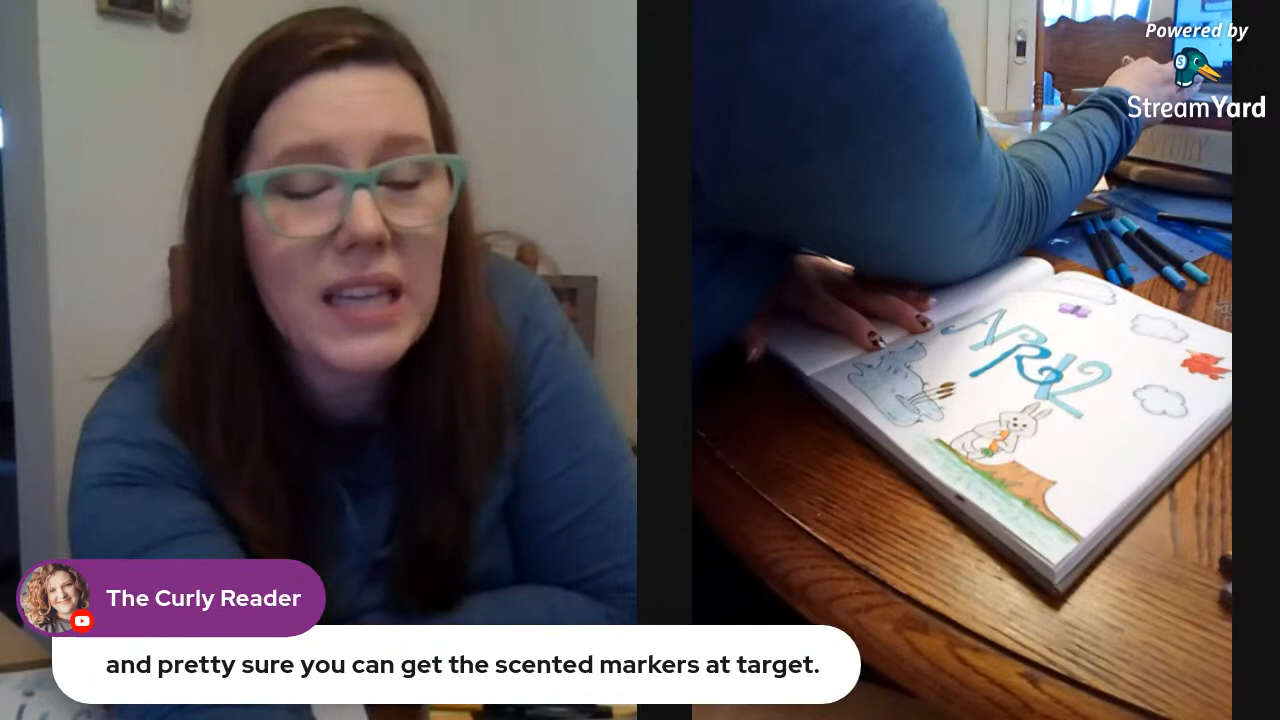 Powered by
StreamYard
APRIL
The Curly Reader
and pretty sure you can get the scented markers at target.